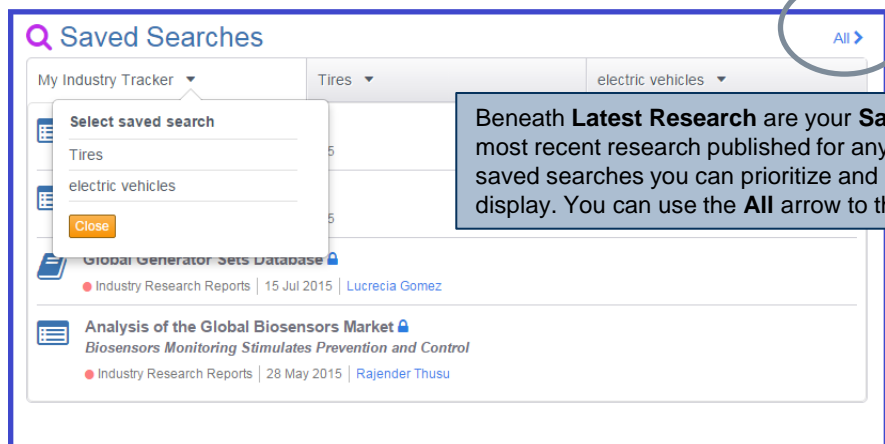 Saved Searches
All
My Industry Tracker
Tires
electric vehicles
Select saved search
Tires
electric vehicles
Close
Beneath Latest Research are your
most recent research published for any
saved searches you can prioritize and
display. You can use the All arrow to
5
5
Global Generator Sets Database
Industry Research Reports | 15 Jul 2015 | Lucrecia Gomez
Analysis of the Global Biosensors Market
Biosensors Monitoring Stimulates Prevention and Control
Industry Research Reports | 28 May 2015 | Rajender Thusu